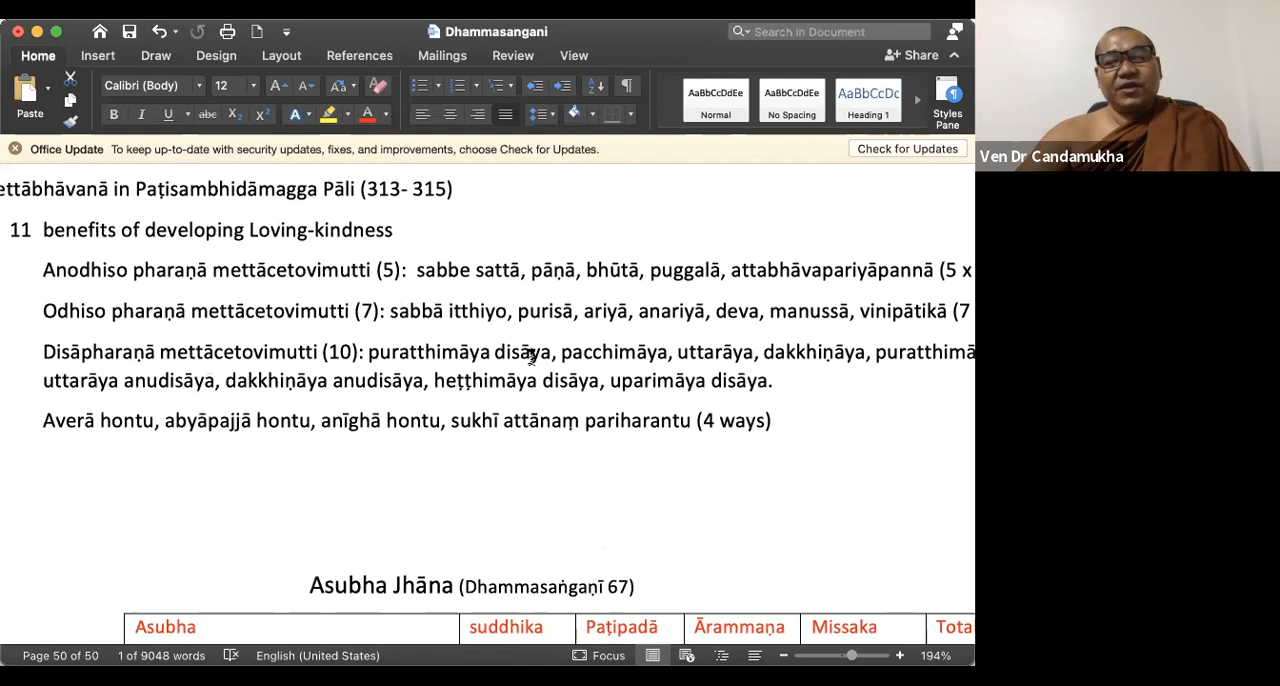 Dhammasangani
Search in Document
Home Insert Draw Design Layout References Mailings Review View Share
Paste Calibri (Body) 12 AaBbCcDdEe Normal AaBbCcDdEe No Spacing AaBbCcDc Heading 1 Styles Pane
Office Update To keep up-to-date with security updates, fixes, and improvements, choose Check for Updates. Check for Updates
ettābhāvanā in Paṭisambhidāmagga Pāli (313- 315)
11 benefits of developing Loving-kindness
Anodhiso pharaṇā mettācetovimutti (5): sabbe sattā, pāṇā, bhūtā, puggalā, attabhāvapariyāpannā (5 x
Odhiso pharaṇā mettācetovimutti (7): sabbā itthiyo, purisā, ariyā, anariyā, deva, manussā, vinipātikā (7
Disāpharaṇā mettācetovimutti (10): puratthimāya disāya, pacchimāya, uttarāya, dakkhiṇāya, puratthimā
uttarāya anudisāya, dakkhiṇāya anudisāya, heṭṭhimāya disāya, uparimāya disāya.
Averā hontu, abyāpajjā hontu, anīghā hontu, sukhī attānaṃ pariharantu (4 ways)
Asubha Jhāna (Dhammasaṅgaṇī 67)
Asubha suddhika Paṭipadā Ārammaṇa Missaka Tota
Page 50 of 50 1 of 9048 words English (United States) Focus 194%
Ven Dr Candamukha